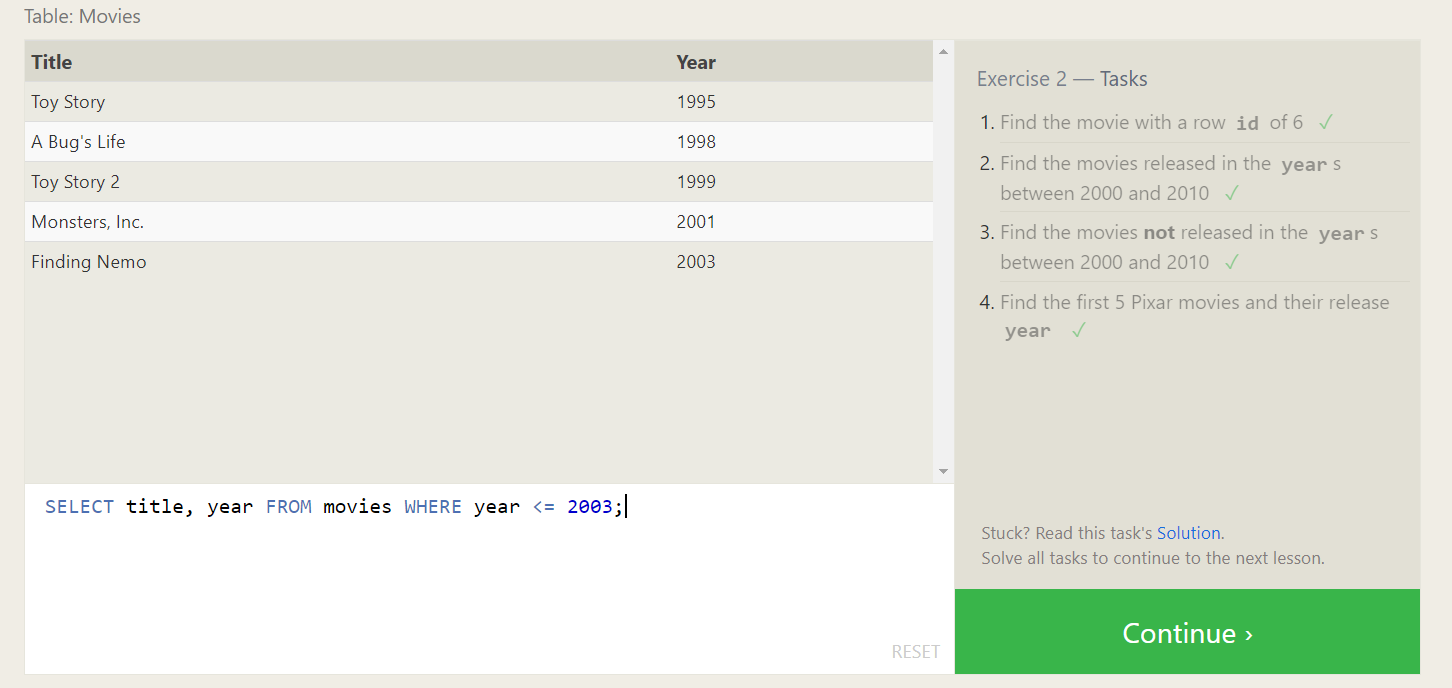 Table: Movies
Title Year
Toy Story 1995
A Bug's Life 1998
Toy Story 2 1999
Monsters, Inc. 2001
Finding Nemo 2003
SELECT title, year FROM movies WHERE year <= 2003;
RESET
Exercise 2 — Tasks
1. Find the movie with a row id of 6 ✓
2. Find the movies released in the year s
between 2000 and 2010 ✓
3. Find the movies not released in the year s
between 2000 and 2010 ✓
4. Find the first 5 Pixar movies and their release
year ✓
Stuck? Read this task's Solution.
Solve all tasks to continue to the next lesson.
Continue ›